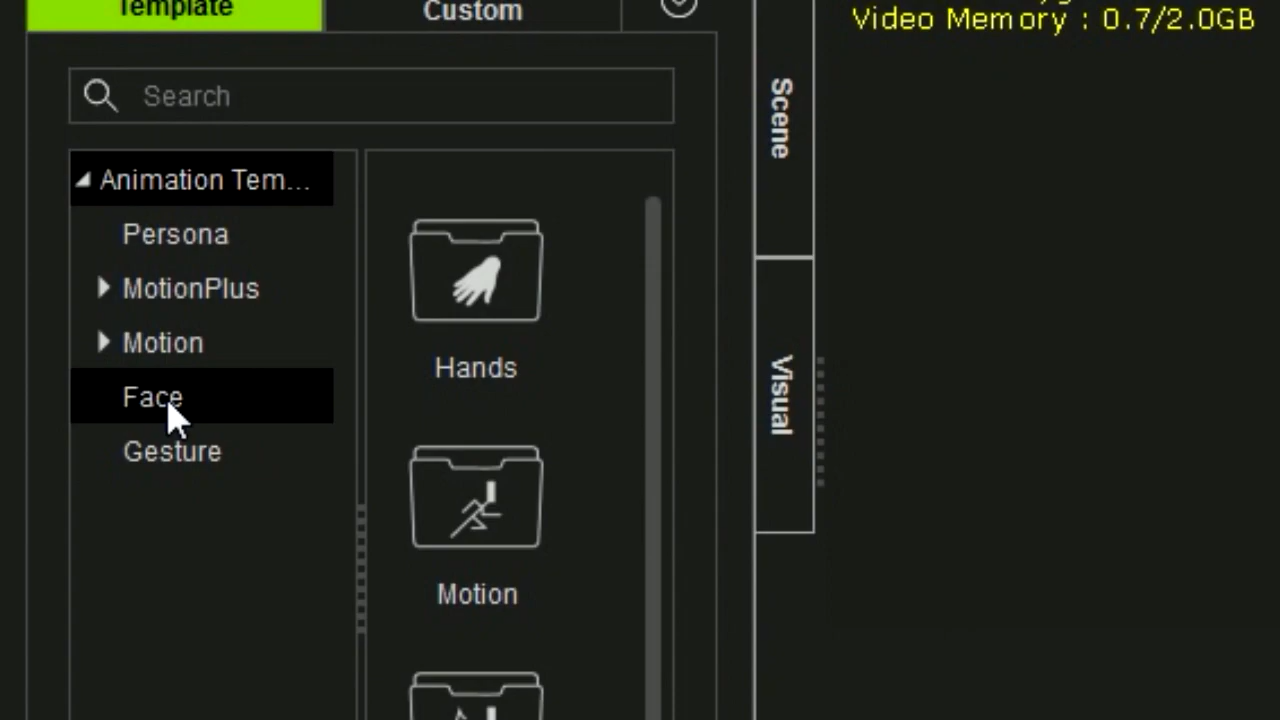 Template
Custom
Video Memory : 0.7/2.0GB
Search
Scene
Animation Tem...
Persona
MotionPlus
Motion
Face
Gesture
Hands
Visual
Motion